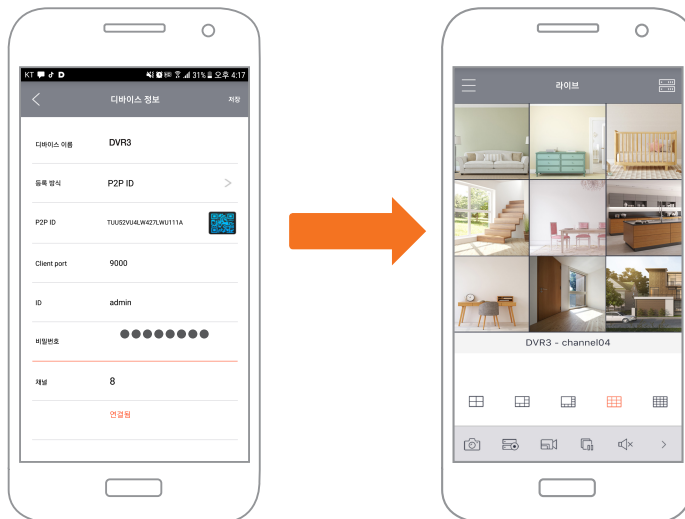 KT D 31% 오후 4:17
디바이스 정보 저장
디바이스 이름 DVR3
등록 방식 P2P ID
P2P ID TUUS2VU4LW427LWU111A
Client port 9000
ID admin
비밀번호
채널 8
연결됨
라이브
DVR3 - channel04